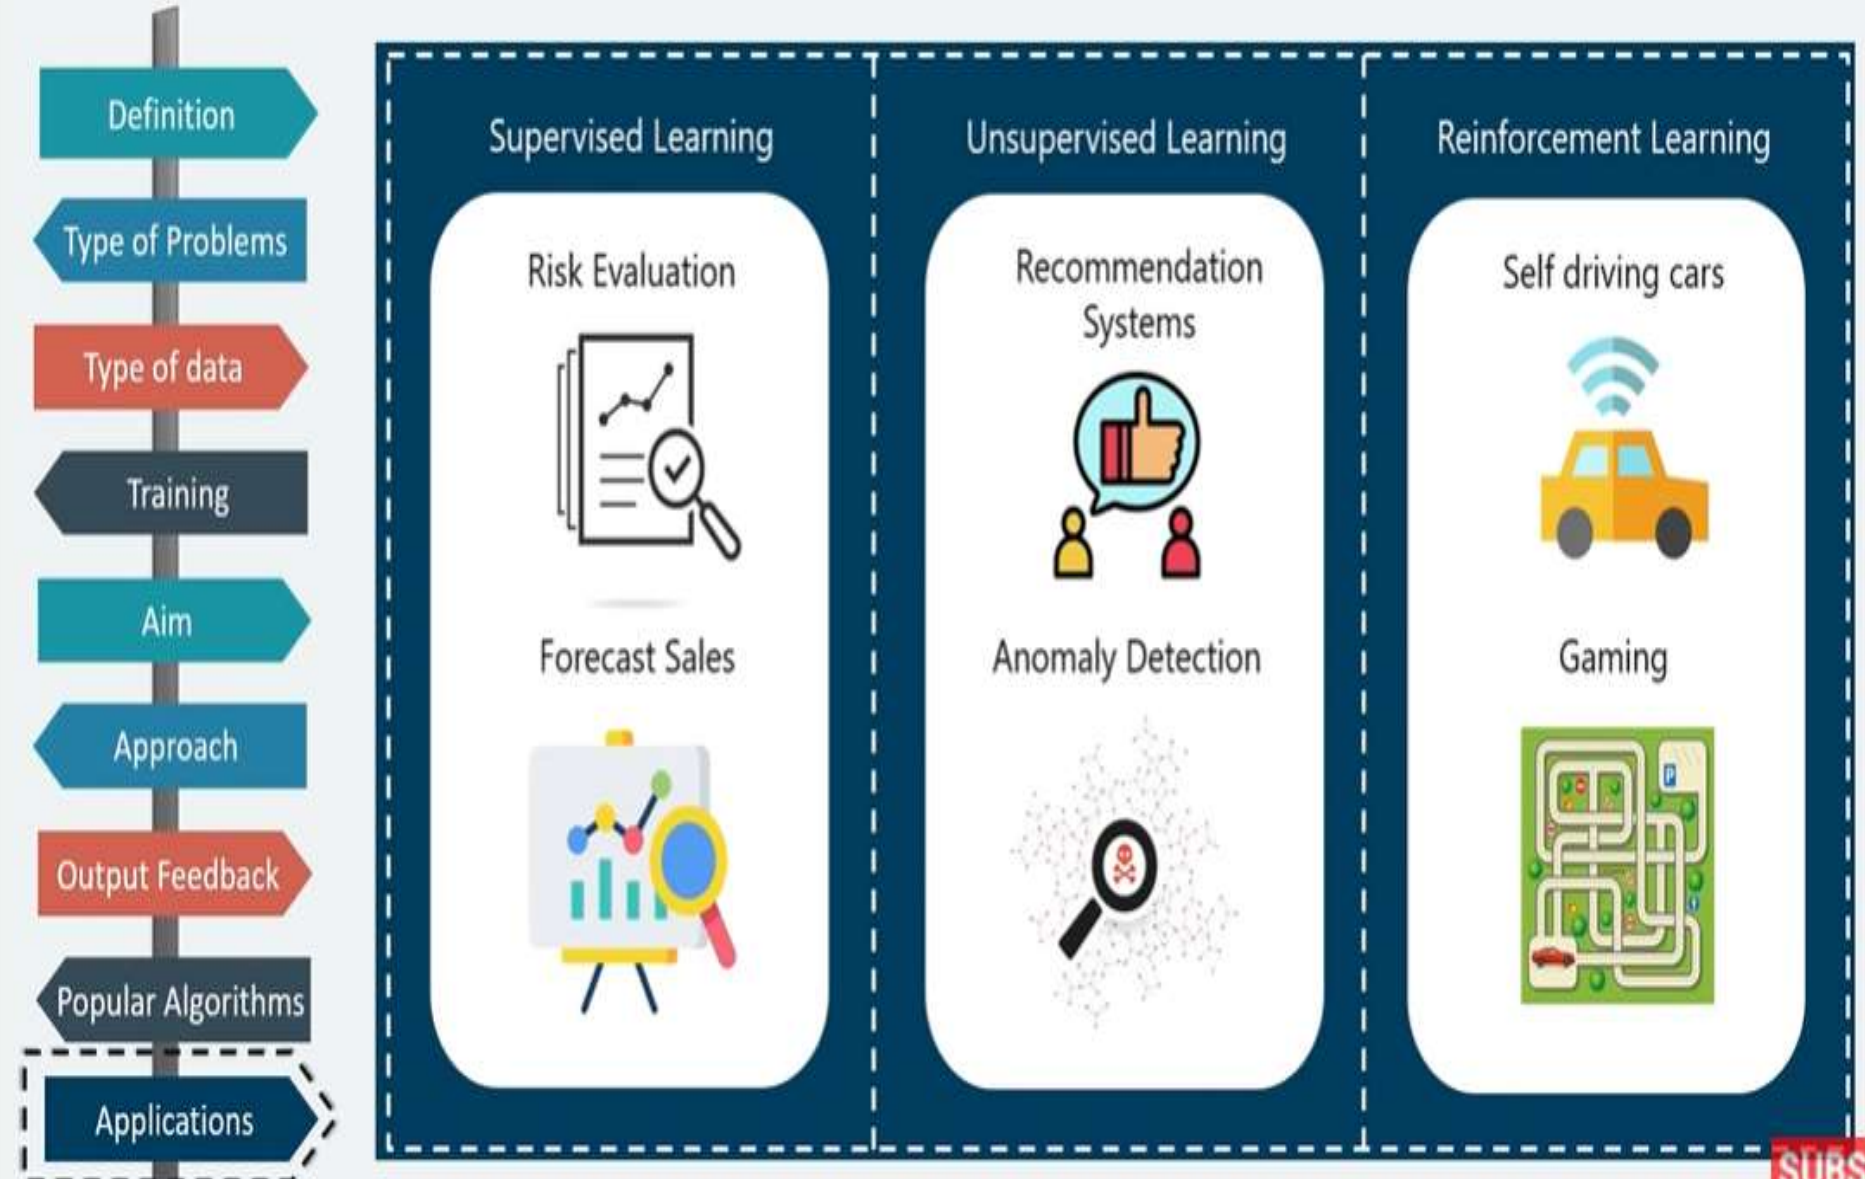 Definition
Type of Problems
Type of data
Training
Aim
Approach
Output Feedback
Popular Algorithms
Applications
Supervised Learning
Risk Evaluation
Forecast Sales
Unsupervised Learning
Recommendation
Systems
Anomaly Detection
Reinforcement Learning
Self driving cars
Gaming
P
SUBS